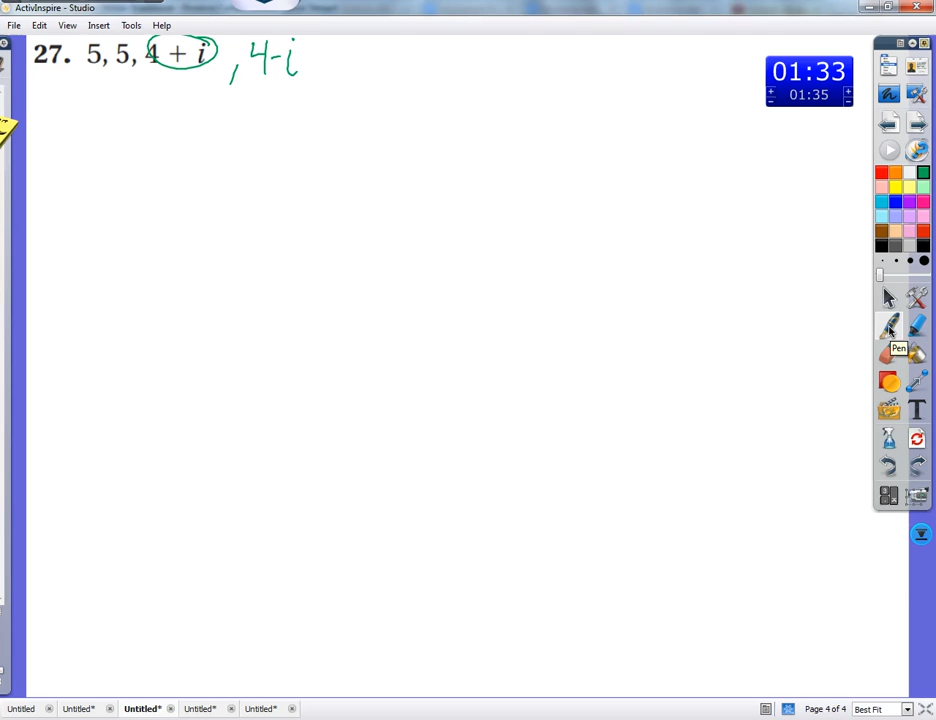 ActivInspire - Studio
File Edit View Insert Tools Help
27. 5, 5, 4 + i , 4-i
01:33
01:35
Pen
T
Untitled Untitled* Untitled* Untitled* Untitled* Page 4 of 4 Best Fit